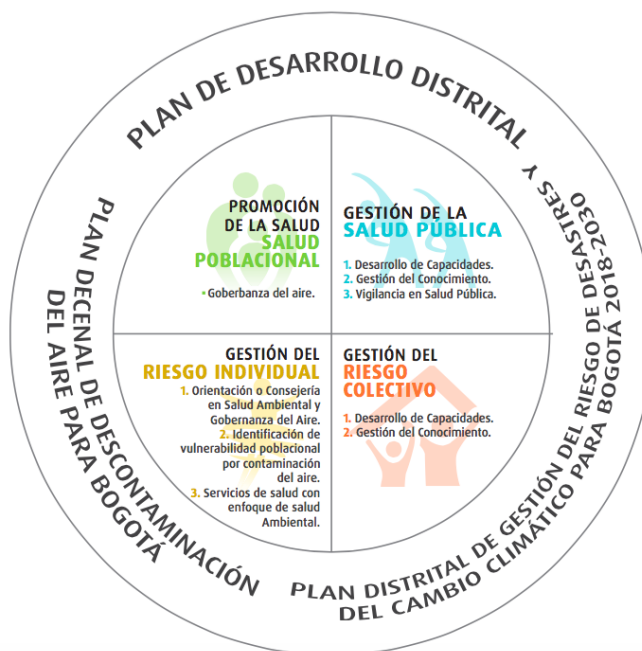 PLAN DE DESARROLLO DISTRITAL
PROMOCIÓN
DE LA SALUD
SALUD
POBLACIONAL
• Goberbanza del aire.
GESTIÓN DE LA
SALUD PÚBLICA
1. Desarrollo de Capacidades.
2. Gestión del Conocimiento.
3. Vigilancia en Salud Pública.
GESTIÓN DEL
RIESGO INDIVIDUAL
1. Orientación o Consejería
en Salud Ambiental y
Gobernanza del Aire.
2. Identificación de
vulnerabilidad poblacional
por contaminación
del aire.
3. Servicios de salud con
enfoque de salud
Ambiental.
GESTIÓN DEL
RIESGO
COLECTIVO
1. Desarrollo de Capacidades.
2. Gestión del Conocimiento.
PLAN DECENAL DE DESCONTAMINACIÓN
DEL AIRE PARA BOGOTÁ
PLAN DISTRITAL DE GESTIÓN DEL RIESGO DE DESASTRES Y
DEL CAMBIO CLIMÁTICO PARA BOGOTÁ 2018-2030